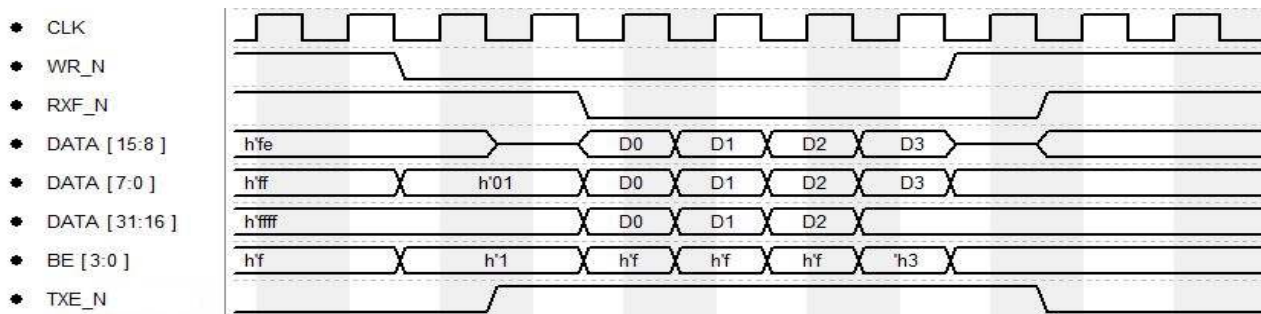 CLK
WR_N
RXF_N
DATA [15:8] h'fe D0 D1 D2 D3
DATA [7:0] h'ff h'01 D0 D1 D2 D3
DATA [31:16] h'ffff D0 D1 D2
BE [3:0] h'f h'1 h'f h'f h'f 'h3
TXE_N